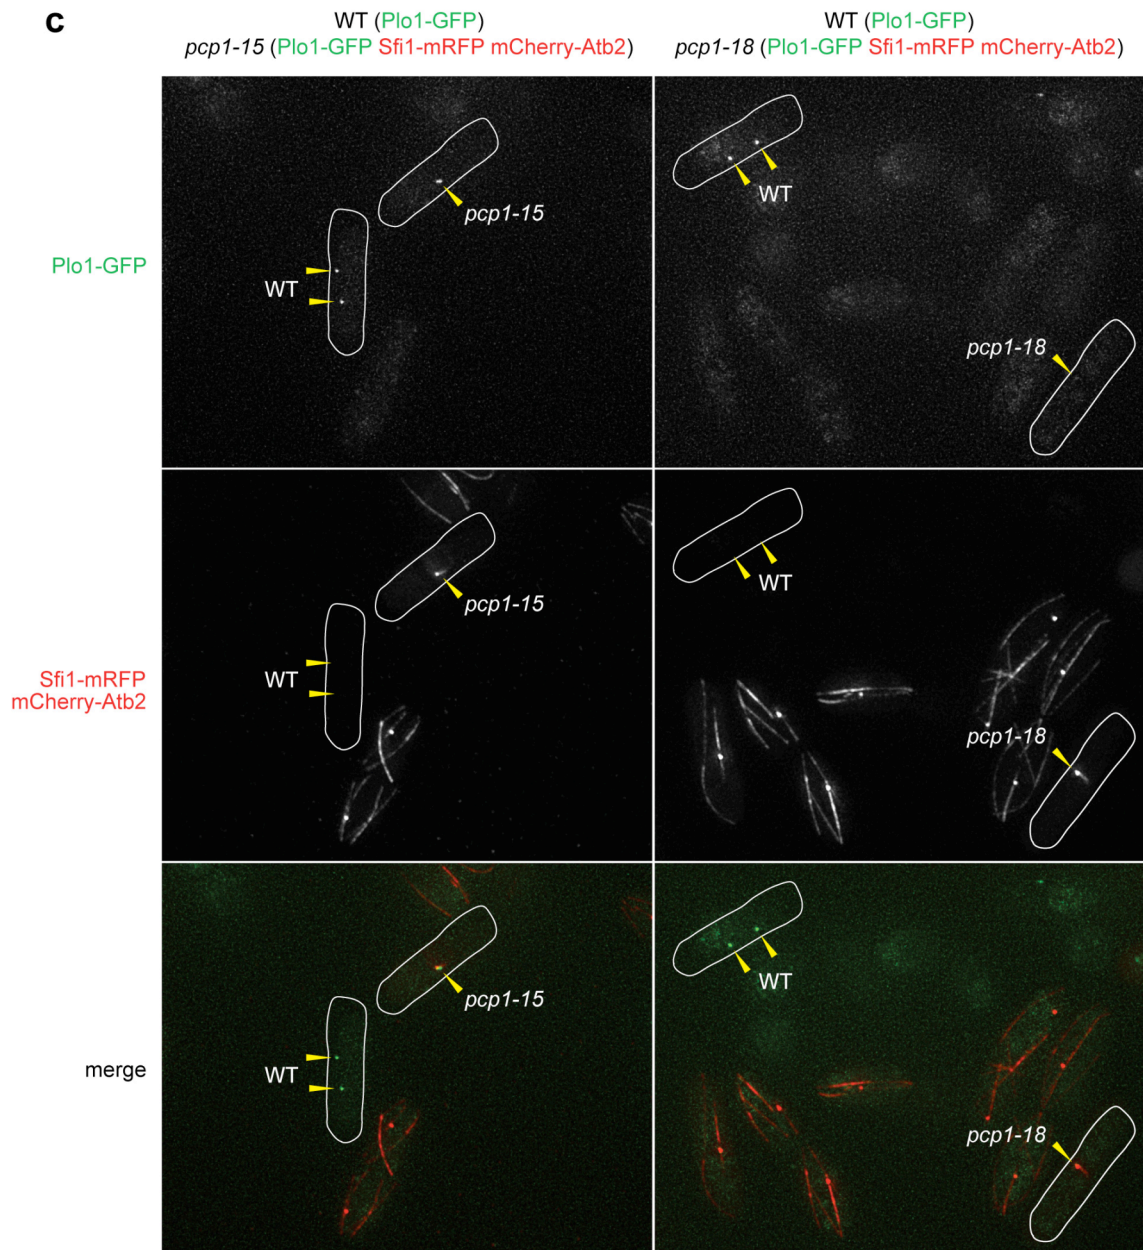 c
WT (Plo1-GFP)
pcp1-15 (Plo1-GFP Sfi1-mRFP mCherry-Atb2)
WT (Plo1-GFP)
pcp1-18 (Plo1-GFP Sfi1-mRFP mCherry-Atb2)
Plo1-GFP
pcp1-15
WT
WT
pcp1-18
Sfi1-mRFP
mCherry-Atb2
pcp1-15
WT
WT
pcp1-18
merge
pcp1-15
WT
WT
pcp1-18